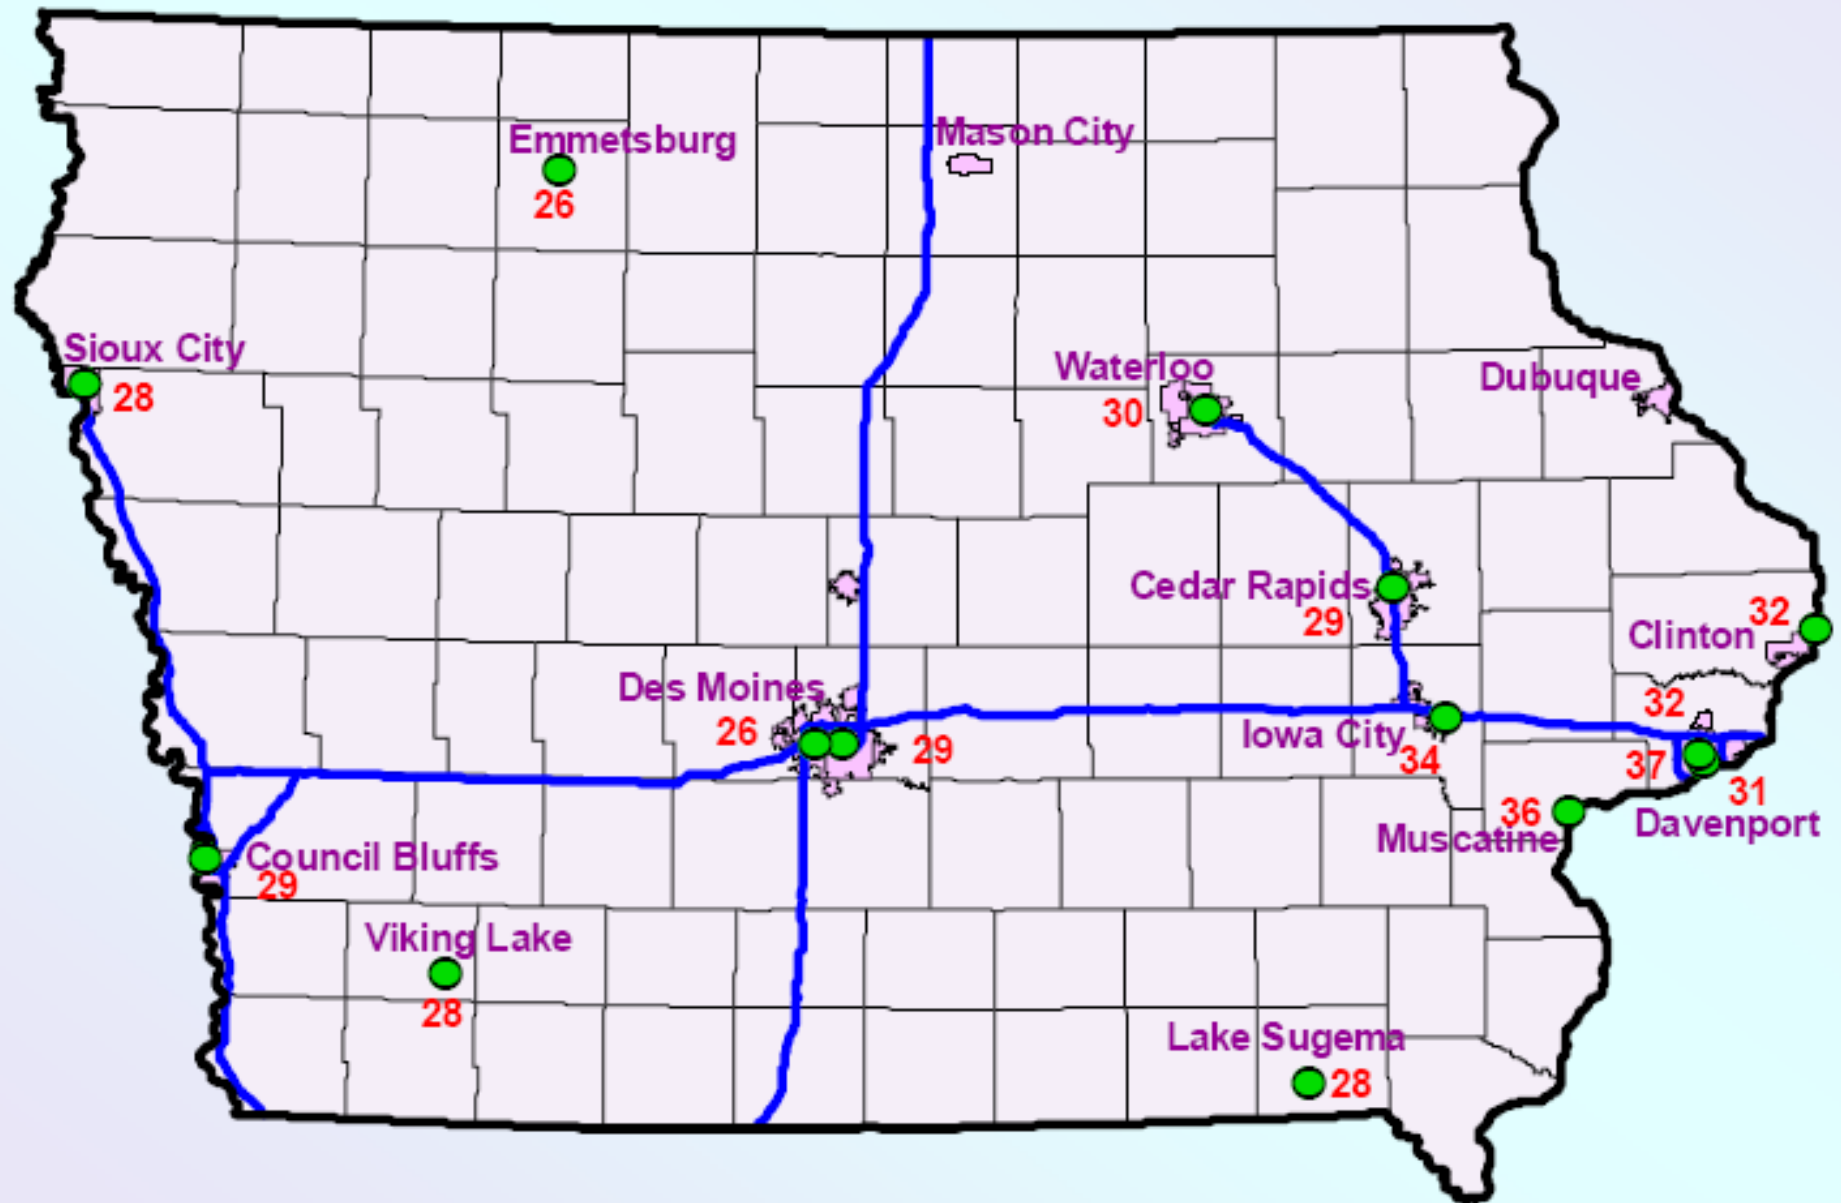 Emmetsburg
26
Mason City
Sioux City
28
Waterloo
30
Dubuque
Cedar Rapids
29
32
Clinton
Des Moines
26
29
Iowa City
34
32
37
31
Davenport
36
Muscatine
Council Bluffs
29
Viking Lake
28
Lake Sugema
28